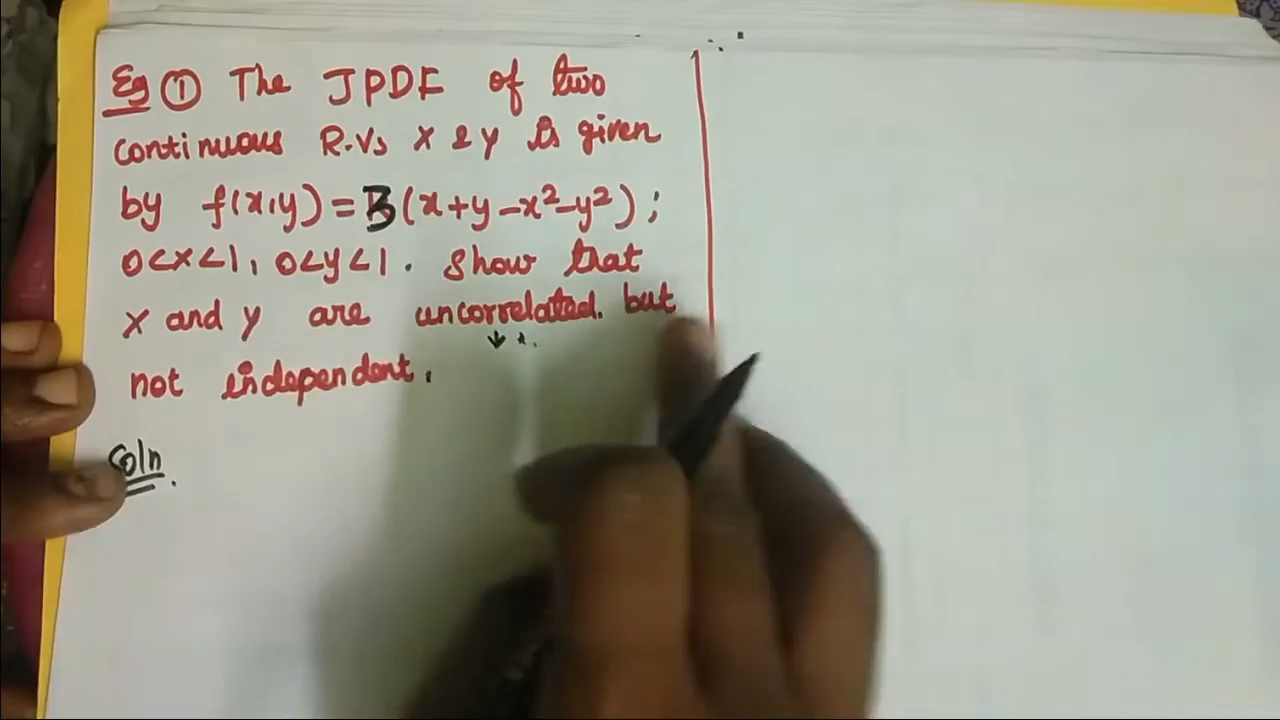 Eg ① The JPDF of two
continuous R.Vs X & Y is given
by f(x,y) = 3(x+y-x²-y²);
0<x<1, 0<y<1. Show that
X and Y are uncorrelated. but
not independent.
Soln.